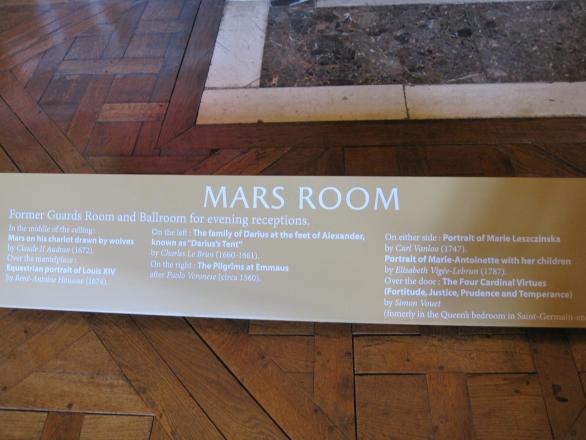 MARS ROOM
Former Guards Room and Ballroom for evening receptions.
In the middle of the ceiling :
Mars on his chariot drawn by wolves
by Claude II Audran (1672).
Over the mantelpiece :
Equestrian portrait of Louis XIV
by René-Antoine Houasse (1674).
On the left : The family of Darius at the feet of Alexander,
known as "Darius's Tent"
by Charles Le Brun (1660-1661).
On the right : The Pilgrims at Emmaus
after Paolo Veronese (circa 1560).
On either side : Portrait of Marie Leszczinska
by Carl Vanloo (1747).
Portrait of Marie-Antoinette with her children
by Elisabeth Vigée-Lebrun (1787).
Over the door : The Four Cardinal Virtues
(Fortitude, Justice, Prudence and Temperance)
by Simon Vouet
(fomerly in the Queen's bedroom in Saint-Germain-en